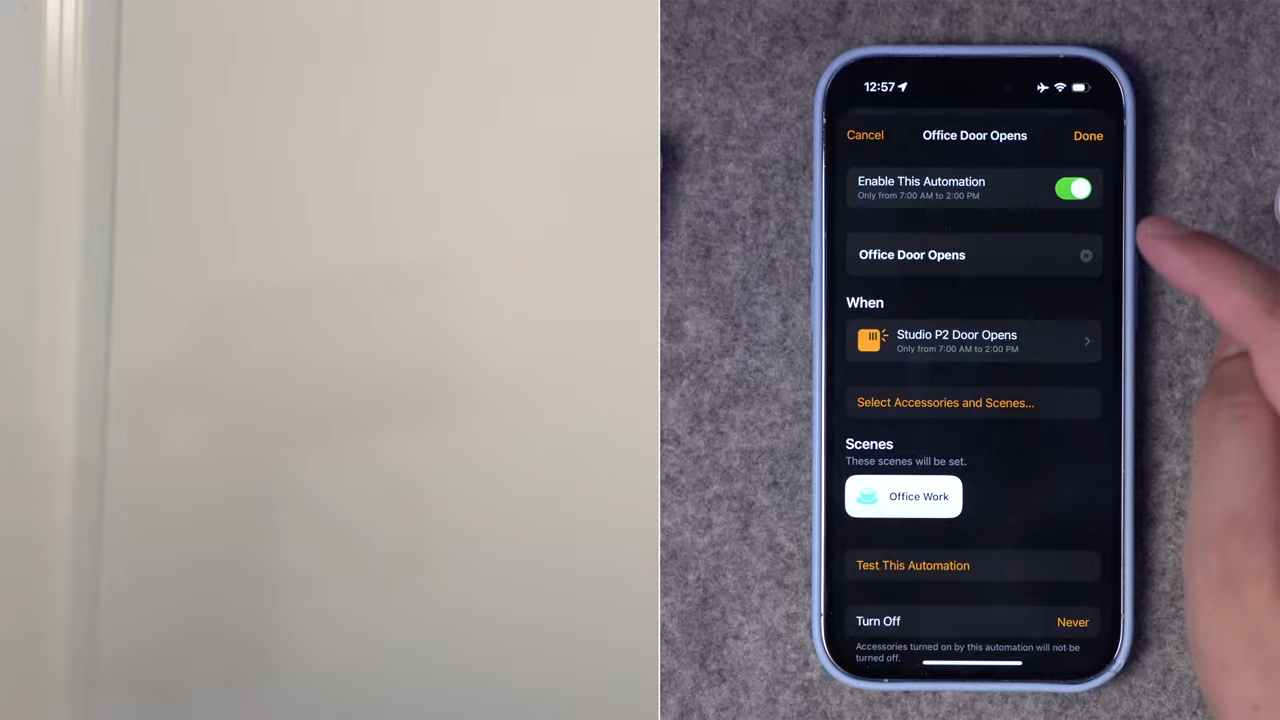 12:57
Cancel Office Door Opens Done
Enable This Automation
Only from 7:00 AM to 2:00 PM
Office Door Opens
When
Studio P2 Door Opens
Only from 7:00 AM to 2:00 PM
Select Accessories and Scenes...
Scenes
These scenes will be set.
Office Work
Test This Automation
Turn Off Never
Accessories turned on by this automation will not be
turned off.